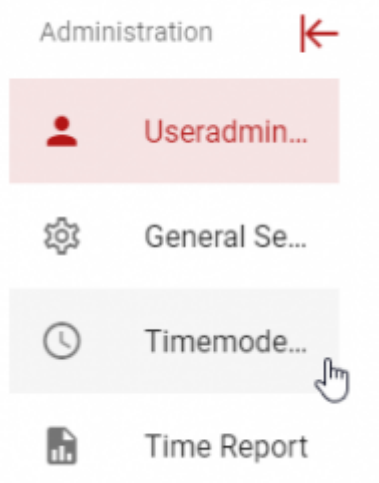 Administration
Useradmin...
General Se...
Timemode...
Time Report